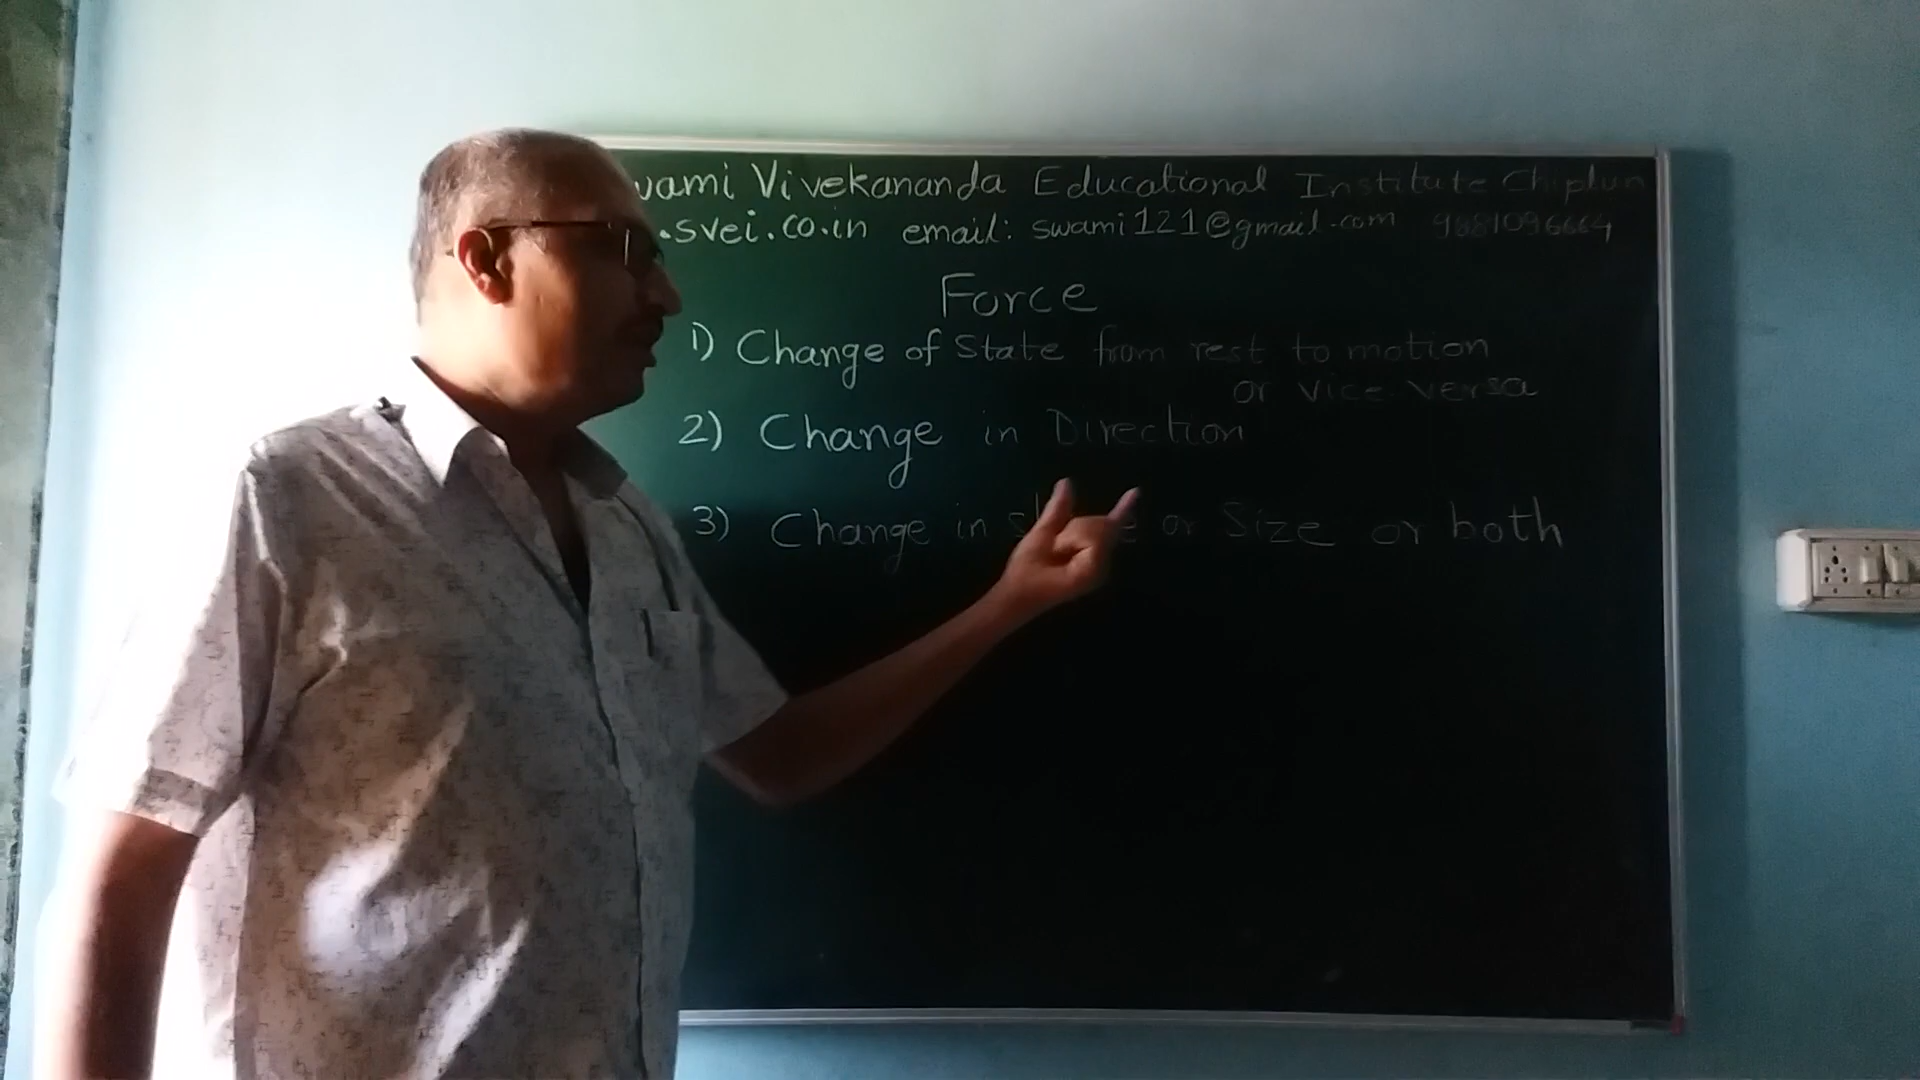 wami Vivekananda Educational Institute Chiplun
.svei.co.in email: swami121@gmail.com
Force
1) Change of State from rest to motion
or vice-versa
2) Change in Direction
3) Change in or Size or both